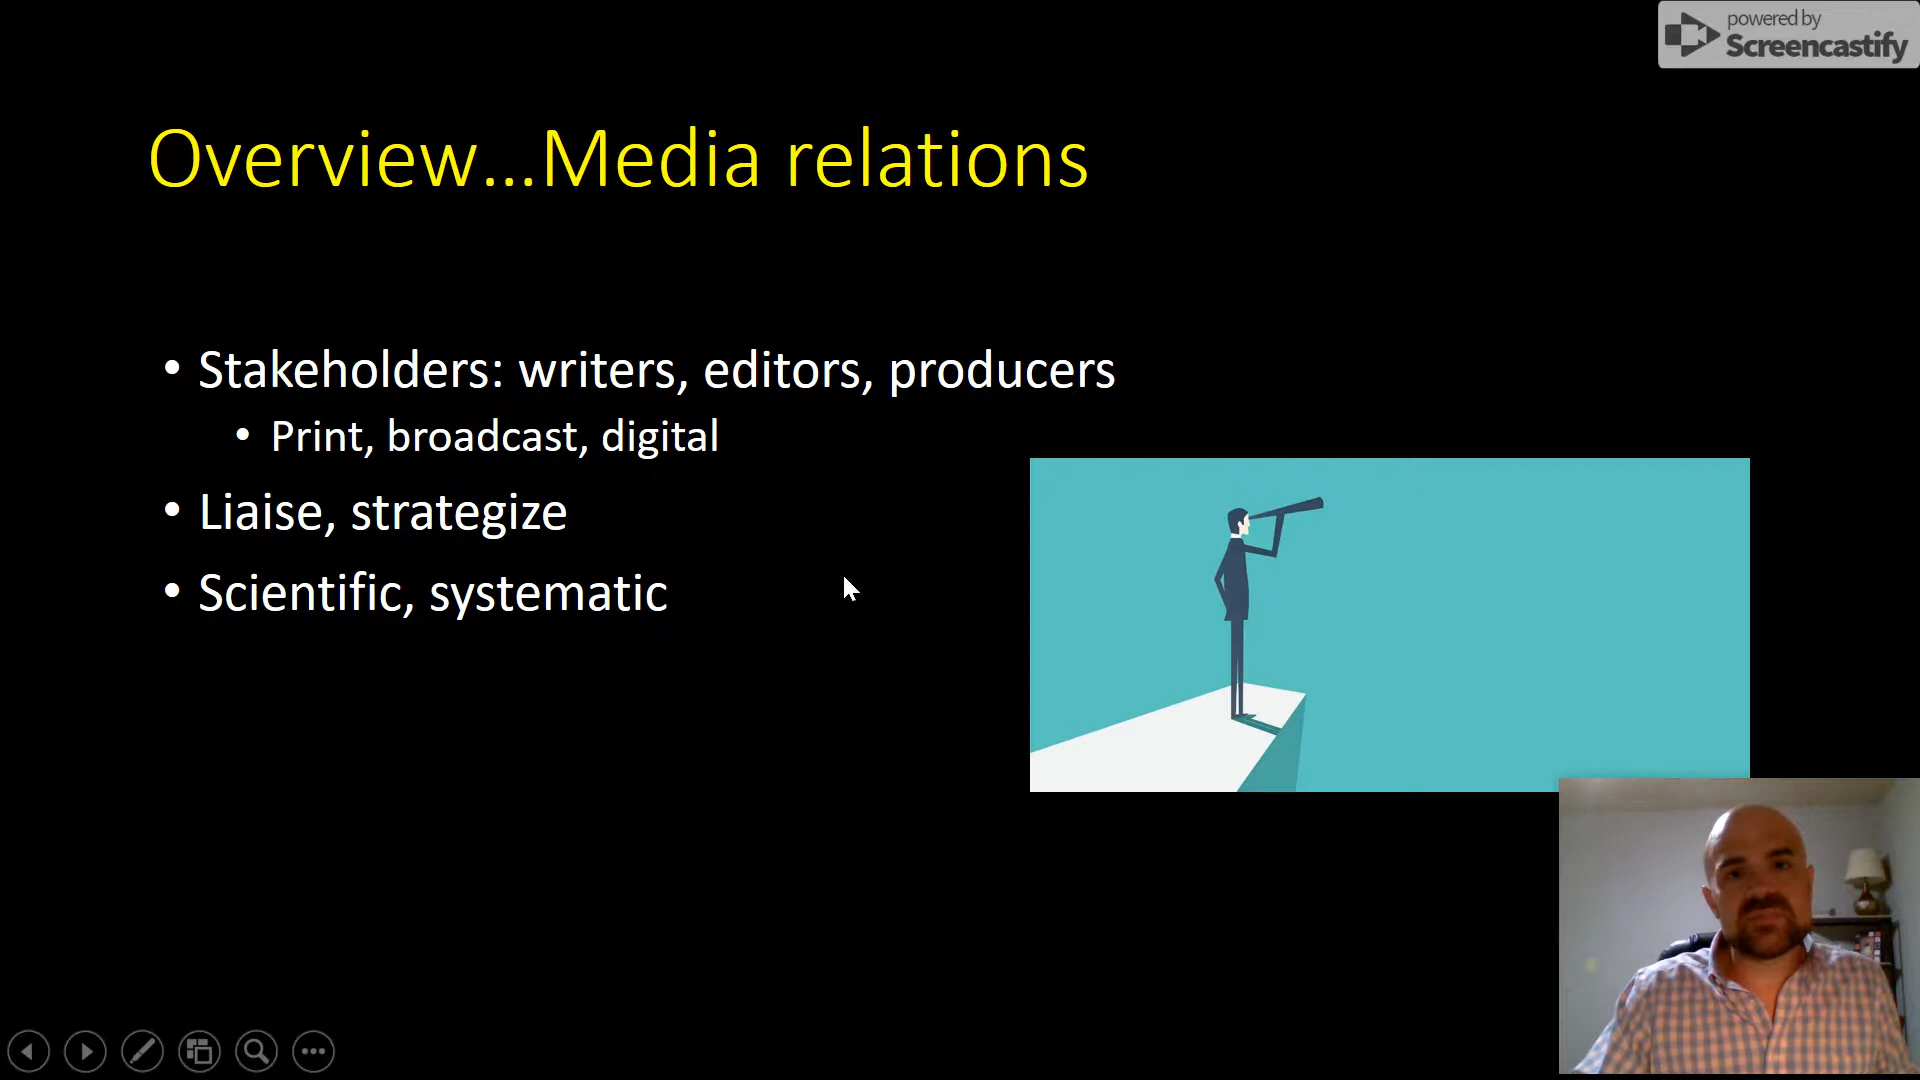 powered by
Screencastify
Overview...Media relations
• Stakeholders: writers, editors, producers
• Print, broadcast, digital
• Liaise, strategize
• Scientific, systematic